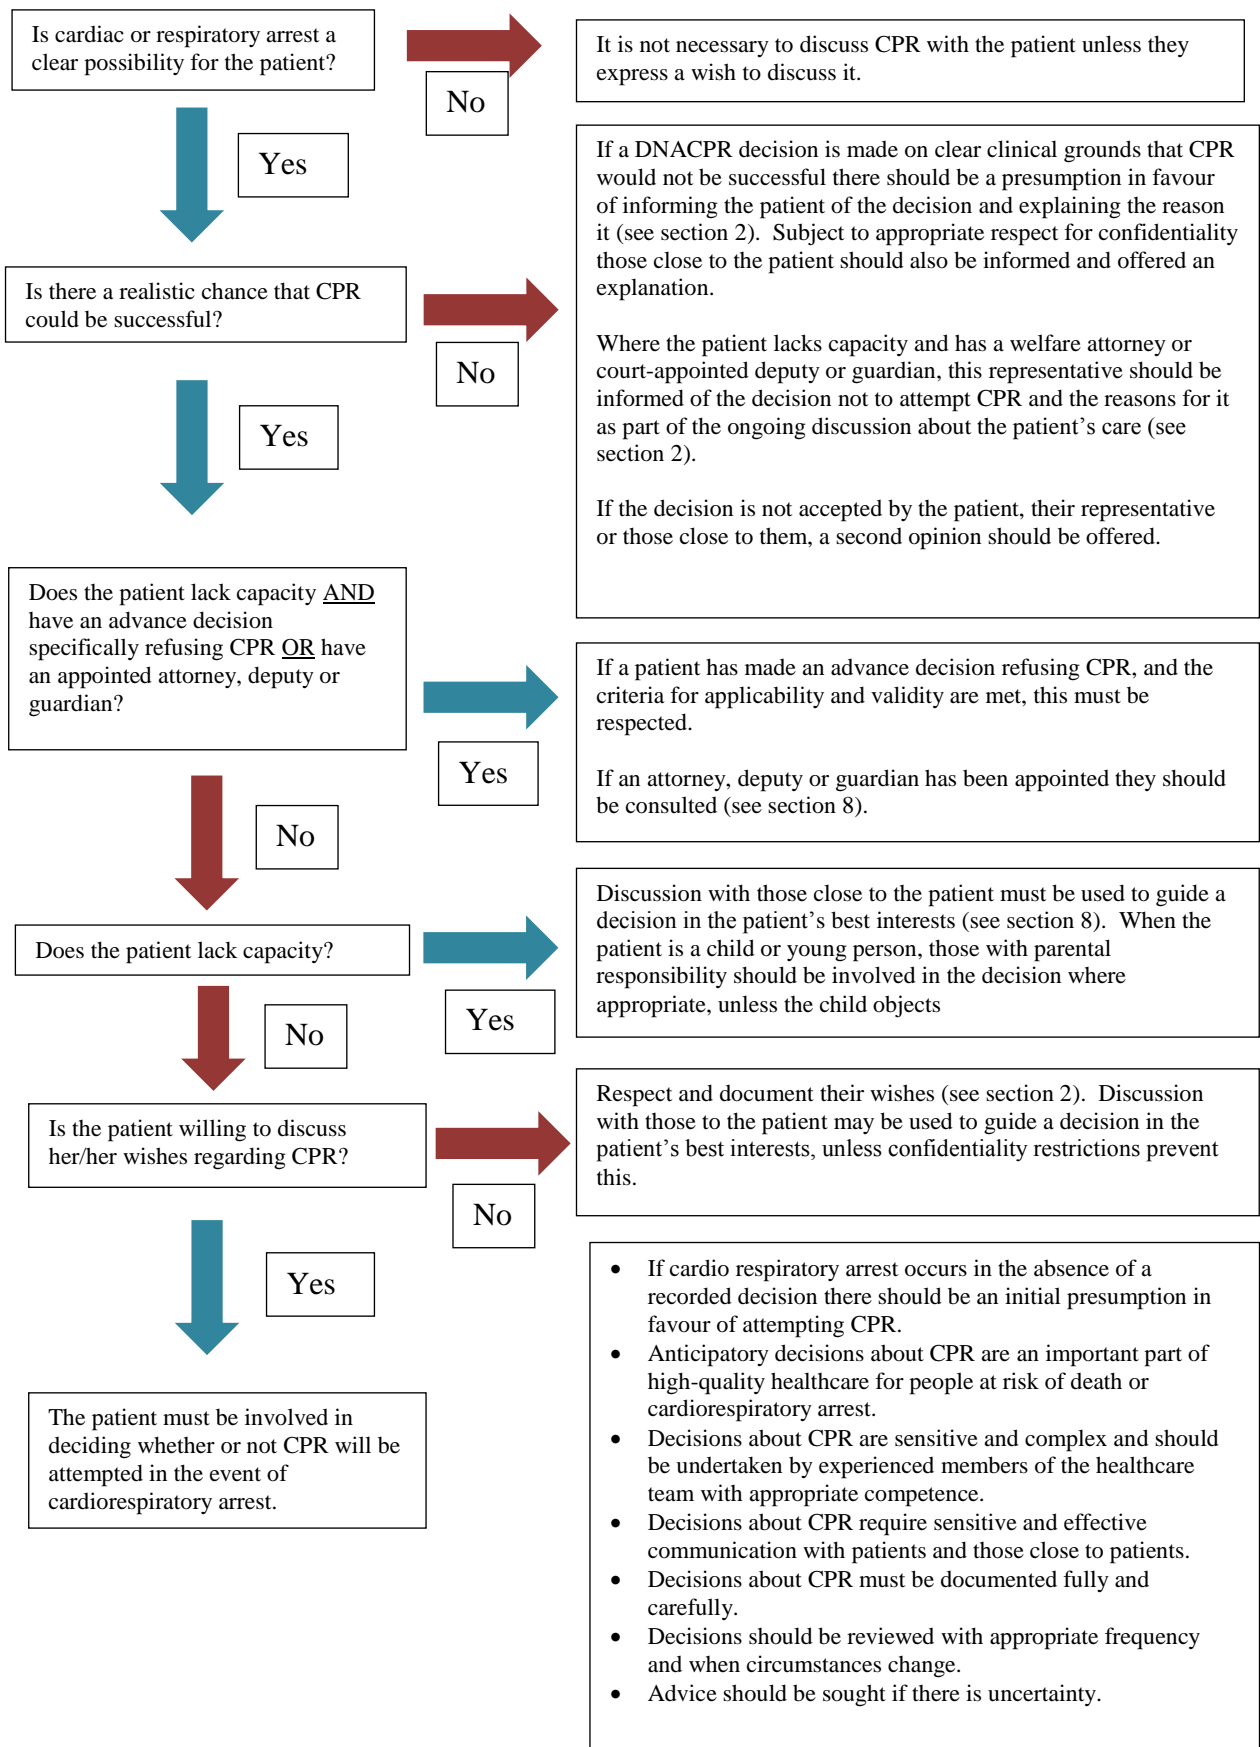 Is cardiac or respiratory arrest a
clear possibility for the patient?
No
It is not necessary to discuss CPR with the patient unless they
express a wish to discuss it.
Yes
Is there a realistic chance that CPR
could be successful?
No
If a DNACPR decision is made on clear clinical grounds that CPR
would not be successful there should be a presumption in favour
of informing the patient of the decision and explaining the reason
it (see section 2).  Subject to appropriate respect for confidentiality
those close to the patient should also be informed and offered an
explanation.
Where the patient lacks capacity and has a welfare attorney or
court-appointed deputy or guardian, this representative should be
informed of the decision not to attempt CPR and the reasons for it
as part of the ongoing discussion about the patient’s care (see
section 2).
If the decision is not accepted by the patient, their representative
or those close to them, a second opinion should be offered.
Yes
Does the patient lack capacity AND
have an advance decision
specifically refusing CPR OR have
an appointed attorney, deputy or
guardian?
Yes
If a patient has made an advance decision refusing CPR, and the
criteria for applicability and validity are met, this must be
respected.
If an attorney, deputy or guardian has been appointed they should
be consulted (see section 8).
No
Does the patient lack capacity?
Yes
Discussion with those close to the patient must be used to guide a
decision in the patient’s best interests (see section 8).  When the
patient is a child or young person, those with parental
responsibility should be involved in the decision where
appropriate, unless the child objects
No
Is the patient willing to discuss
her/her wishes regarding CPR?
No
Respect and document their wishes (see section 2).  Discussion
with those to the patient may be used to guide a decision in the
patient’s best interests, unless confidentiality restrictions prevent
this.
Yes
The patient must be involved in
deciding whether or not CPR will be
attempted in the event of
cardiorespiratory arrest.
• If cardio respiratory arrest occurs in the absence of a
recorded decision there should be an initial presumption in
favour of attempting CPR.
• Anticipatory decisions about CPR are an important part of
high-quality healthcare for people at risk of death or
cardiorespiratory arrest.
• Decisions about CPR are sensitive and complex and should
be undertaken by experienced members of the healthcare
team with appropriate competence.
• Decisions about CPR require sensitive and effective
communication with patients and those close to patients.
• Decisions about CPR must be documented fully and
carefully.
• Decisions should be reviewed with appropriate frequency
and when circumstances change.
• Advice should be sought if there is uncertainty.